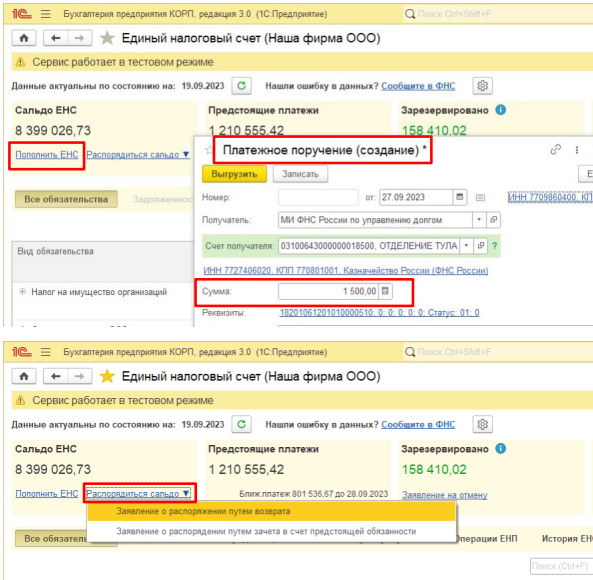 1С Бухгалтерия предприятия КОРП, редакция 3.0 (1С:Предприятие) Поиск Ctrl+Shift+F
Единый налоговый счет (Наша фирма ООО)
Сервис работает в тестовом режиме
Данные актуальны по состоянию на: 19.09.2023 Нашли ошибку в данных? Сообщите в ФНС
Сальдо ЕНС Предстоящие платежи Зарезервировано
8 399 026,73 1 210 555,42 158 410,02
Пополнить ЕНС Распорядиться сальдо
Платежное поручение (создание) *
Выгрузить Записать
Номер: от: 27.09.2023 ИНН 7709860400, КП
Все обязательства Задолженнос
Получатель: МИ ФНС России по управлению долгом
Счет получателя: 03100643000000018500, ОТДЕЛЕНИЕ ТУЛА ?
Вид обязательства
ИНН 7727406020, КПП 770801001, Казначейство России (ФНС России)
Налог на имущество организаций
Сумма: 1 500,00
Реквизиты: 18201061201010000510; 0; 0; 0; 0; 0; Статус: 01; 0
1С Бухгалтерия предприятия КОРП, редакция 3.0 (1С:Предприятие) Поиск Ctrl+Shift+F
Единый налоговый счет (Наша фирма ООО)
Сервис работает в тестовом режиме
Данные актуальны по состоянию на: 19.09.2023 Нашли ошибку в данных? Сообщите в ФНС
Сальдо ЕНС Предстоящие платежи Зарезервировано
8 399 026,73 1 210 555,42 158 410,02
Пополнить ЕНС Распорядиться сальдо Ближ.платеж 801 536,67 до 28.09.2023 Заявление на отмену
Заявление о распоряжении путем возврата
Заявление о распорядении путем зачета в счет предстоящей обязанности
Все обязател Операции ЕНП История ЕН
Поиск (Ctrl+F)